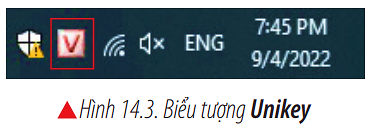 V
ENG
7:45 PM
9/4/2022
▲Hình 14.3. Biểu tượng Unikey